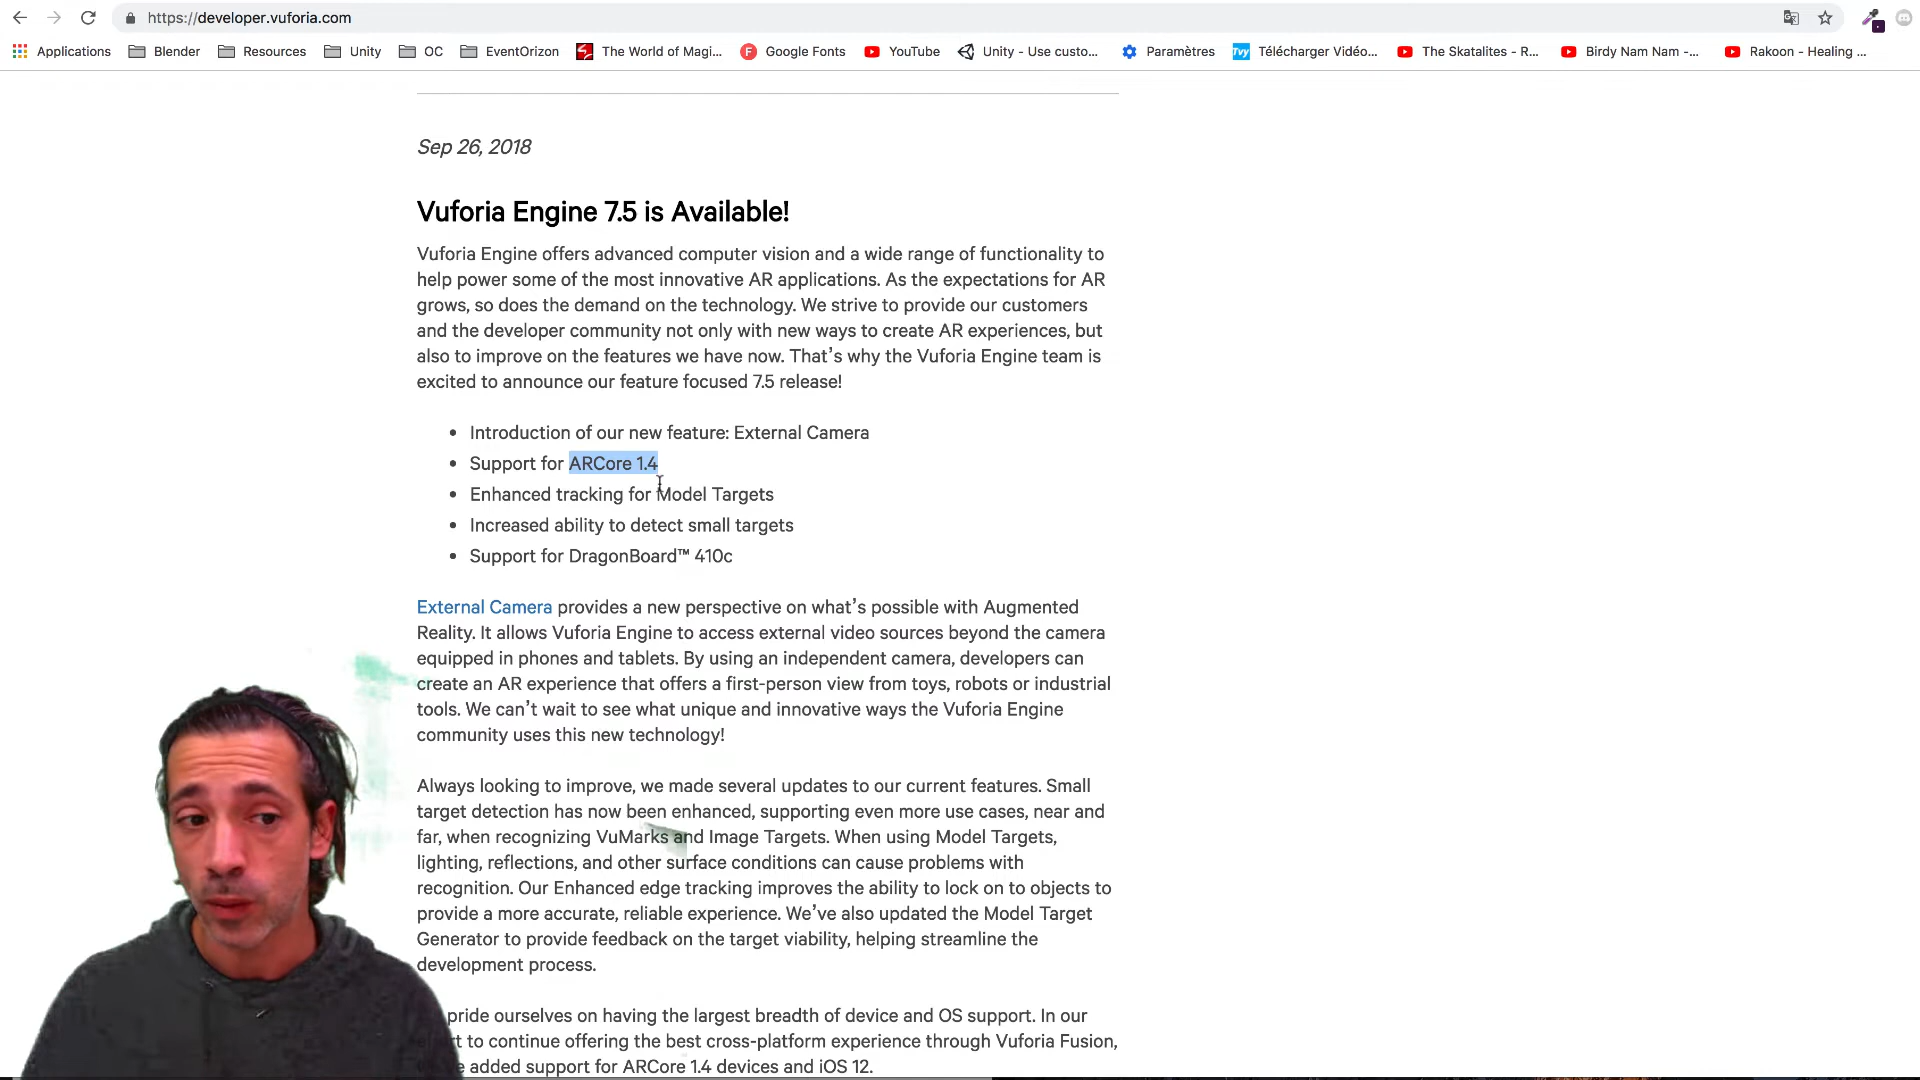 https://developer.vuforia.com
Applications Blender Resources Unity OC EventOrizon The World of Magi... Google Fonts YouTube Unity - Use custo... Paramètres Télécharger Vidéo... The Skatalites - R... Birdy Nam Nam -... Rakoon - Healing ...
Sep 26, 2018
Vuforia Engine 7.5 is Available!
Vuforia Engine offers advanced computer vision and a wide range of functionality to
help power some of the most innovative AR applications. As the expectations for AR
grows, so does the demand on the technology. We strive to provide our customers
and the developer community not only with new ways to create AR experiences, but
also to improve on the features we have now. That's why the Vuforia Engine team is
excited to announce our feature focused 7.5 release!
• Introduction of our new feature: External Camera
• Support for ARCore 1.4
• Enhanced tracking for Model Targets
• Increased ability to detect small targets
• Support for DragonBoard™ 410c
External Camera provides a new perspective on what's possible with Augmented
Reality. It allows Vuforia Engine to access external video sources beyond the camera
equipped in phones and tablets. By using an independent camera, developers can
create an AR experience that offers a first-person view from toys, robots or industrial
tools. We can't wait to see what unique and innovative ways the Vuforia Engine
community uses this new technology!
Always looking to improve, we made several updates to our current features. Small
target detection has now been enhanced, supporting even more use cases, near and
far, when recognizing VuMarks and Image Targets. When using Model Targets,
lighting, reflections, and other surface conditions can cause problems with
recognition. Our Enhanced edge tracking improves the ability to lock on to objects to
provide a more accurate, reliable experience. We've also updated the Model Target
Generator to provide feedback on the target viability, helping streamline the
development process.
pride ourselves on having the largest breadth of device and OS support. In our
to continue offering the best cross-platform experience through Vuforia Fusion,
added support for ARCore 1.4 devices and iOS 12.